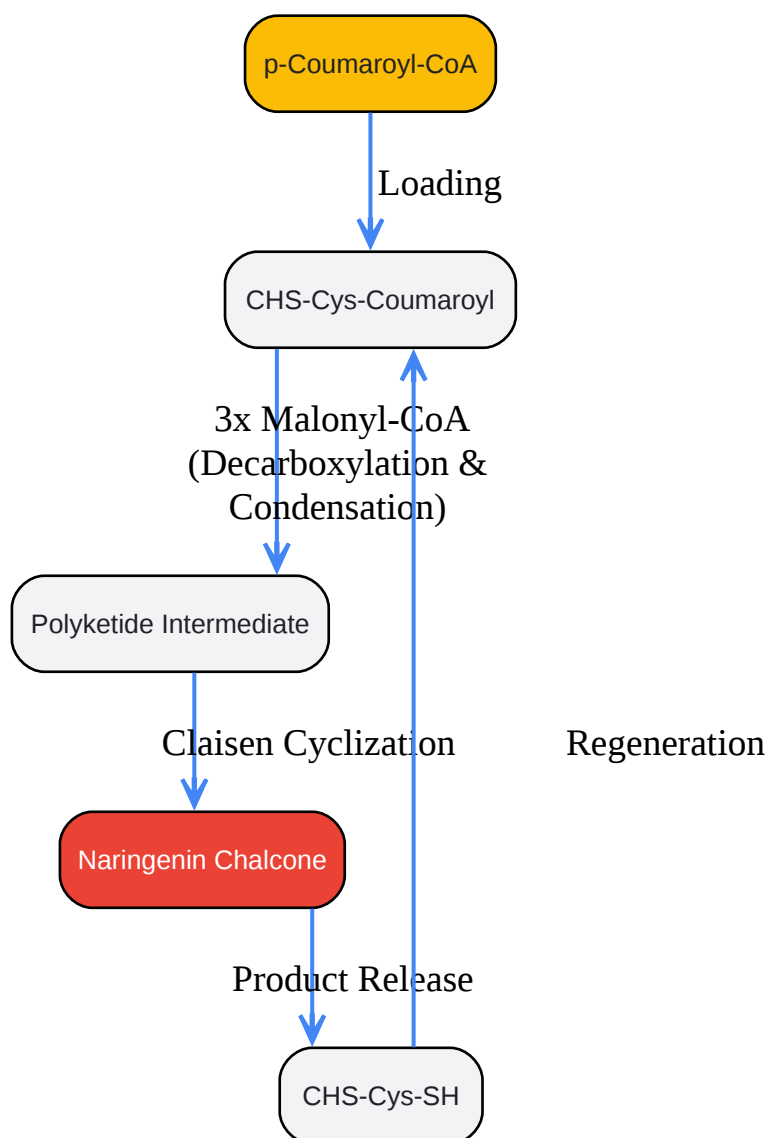 p-Coumaroyl-CoA
Loading
CHS-Cys-Coumaroyl
3x Malonyl-CoA
(Decarboxylation &
Condensation)
Polyketide Intermediate
Claisen Cyclization
Regeneration
Naringenin Chalcone
Product Release
CHS-Cys-SH